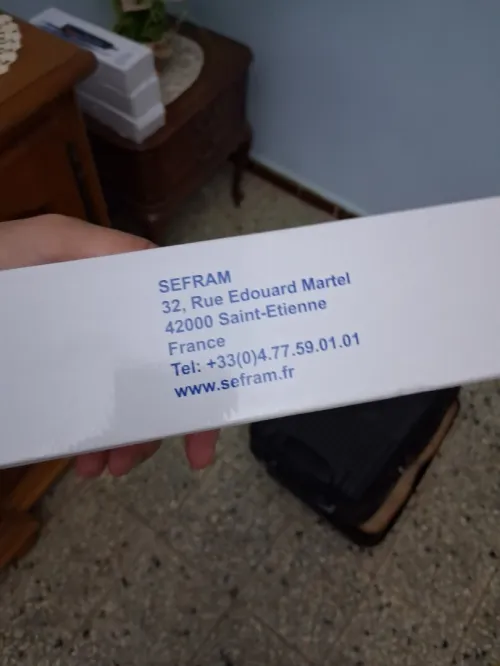 SEFRAM
32, Rue Edouard Martel
42000 Saint-Etienne
France
Tel: +33(0)4.77.59.01.01
www.sefram.fr